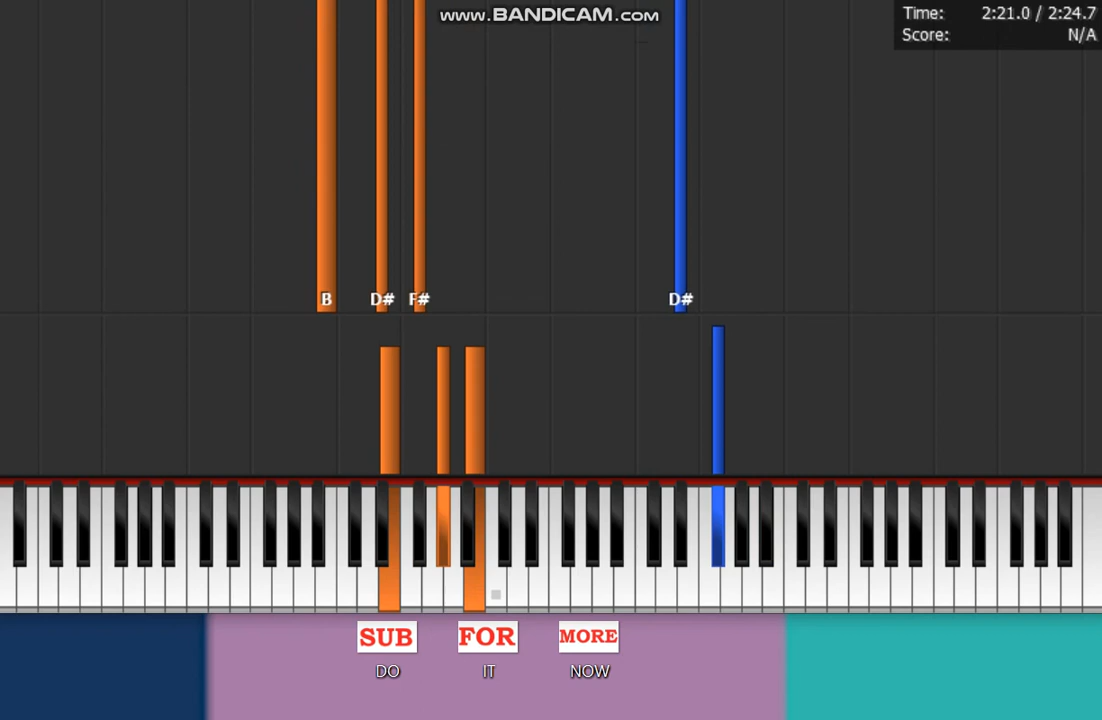 www.BANDICAM.com
Time: 2:21.0 / 2:24.7
Score: N/A
B D# F# D#
SUB FOR MORE
DO IT NOW